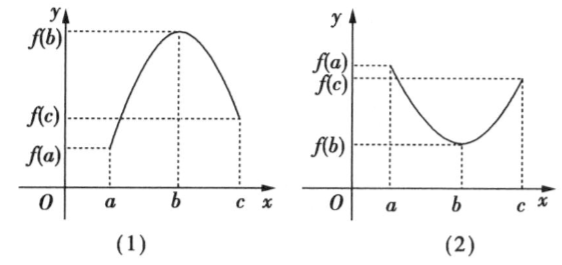 y
f(b)
f(c)
f(a)
O a b c x
(1)
y
f(a)
f(c)
f(b)
O a b c x
(2)